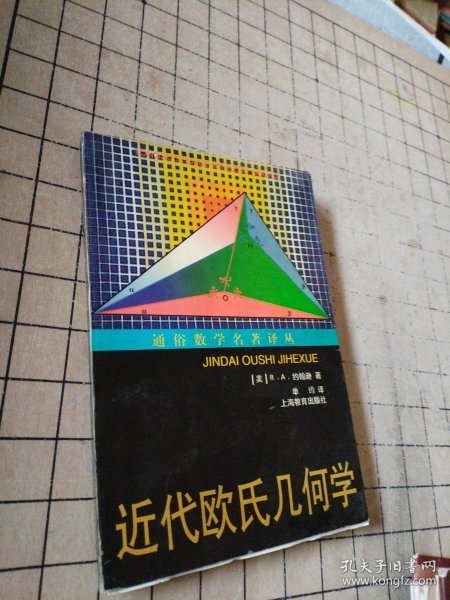 通俗数学名著译丛
JINDAI OUSHI JIHEXUE
[美] R.A.约翰逊 著
单墫 译
上海教育出版社
近代欧氏几何学
孔夫子旧书网
www.kongfz.com